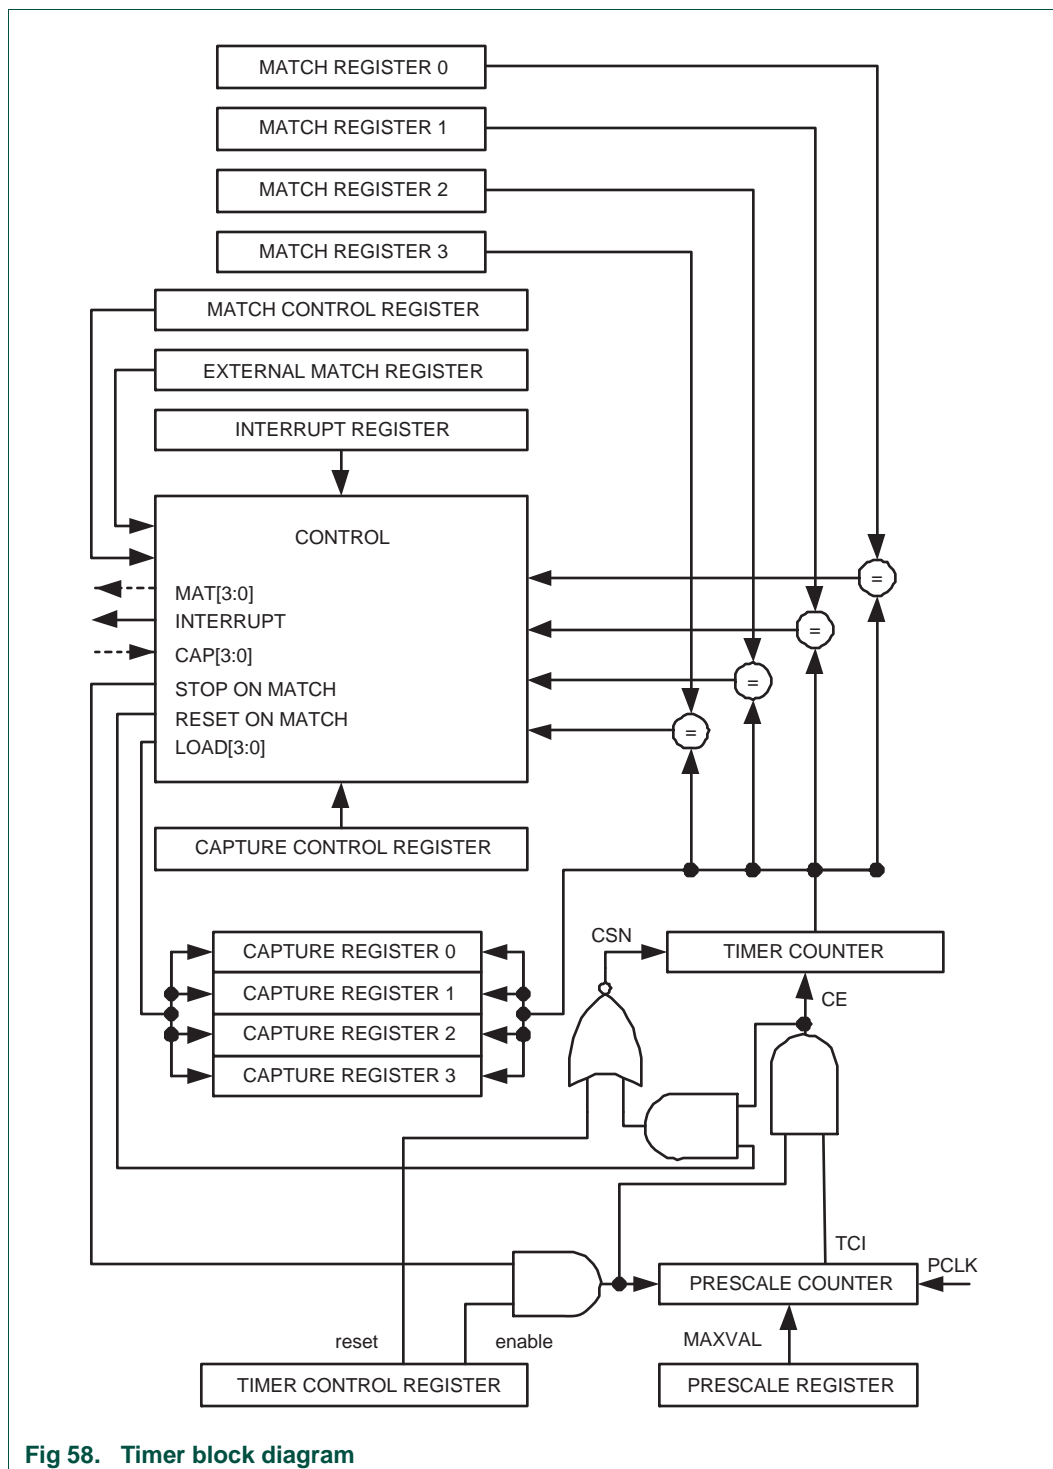 MATCH REGISTER 0
MATCH REGISTER 1
MATCH REGISTER 2
MATCH REGISTER 3
MATCH CONTROL REGISTER
EXTERNAL MATCH REGISTER
INTERRUPT REGISTER
CONTROL
MAT[3:0]
INTERRUPT
CAP[3:0]
STOP ON MATCH
RESET ON MATCH
LOAD[3:0]
=
=
=
=
CAPTURE CONTROL REGISTER
CAPTURE REGISTER 0
CAPTURE REGISTER 1
CAPTURE REGISTER 2
CAPTURE REGISTER 3
CSN
TIMER COUNTER
CE
TCI
PCLK
PRESCALE COUNTER
reset
enable
MAXVAL
TIMER CONTROL REGISTER
PRESCALE REGISTER
Fig 58. Timer block diagram